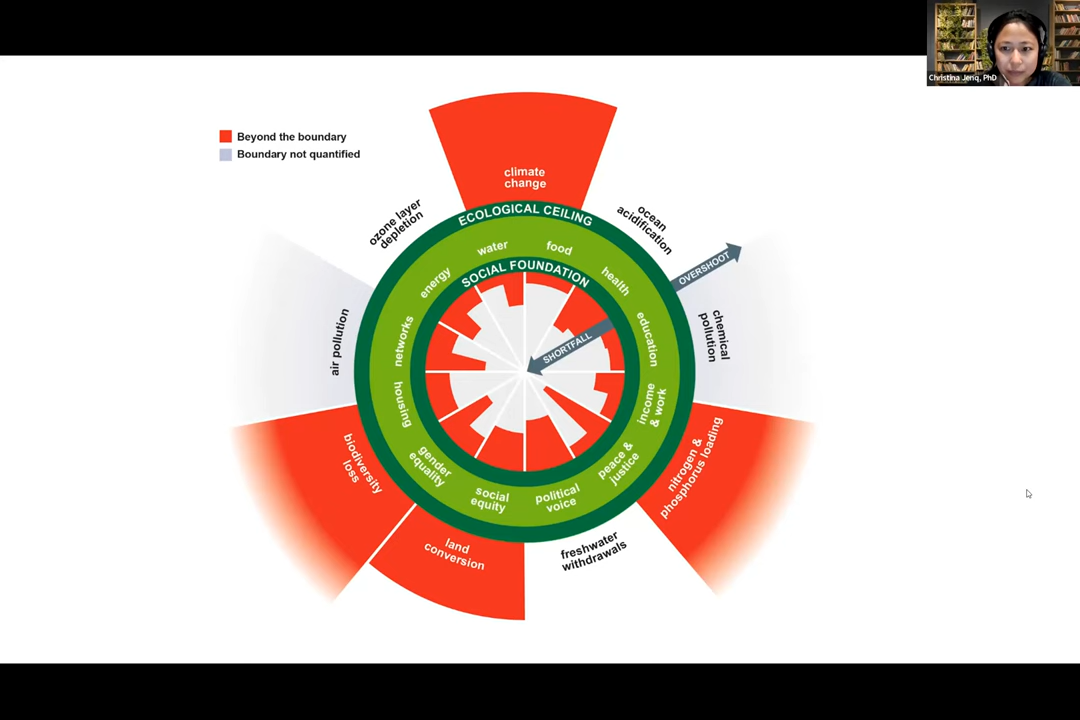 Christina Jenq, PhD
Beyond the boundary
Boundary not quantified
climate
change
ozone layer
depletion
ocean
acidification
ECOLOGICAL CEILING
OVERSHOOT
water
food
energy
health
SOCIAL FOUNDATION
SHORTFALL
air pollution
networks
education
chemical
pollution
housing
income
& work
gender
equality
peace &
justice
social
equity
political
voice
biodiversity
loss
nitrogen &
phosphorus loading
land
conversion
freshwater
withdrawals